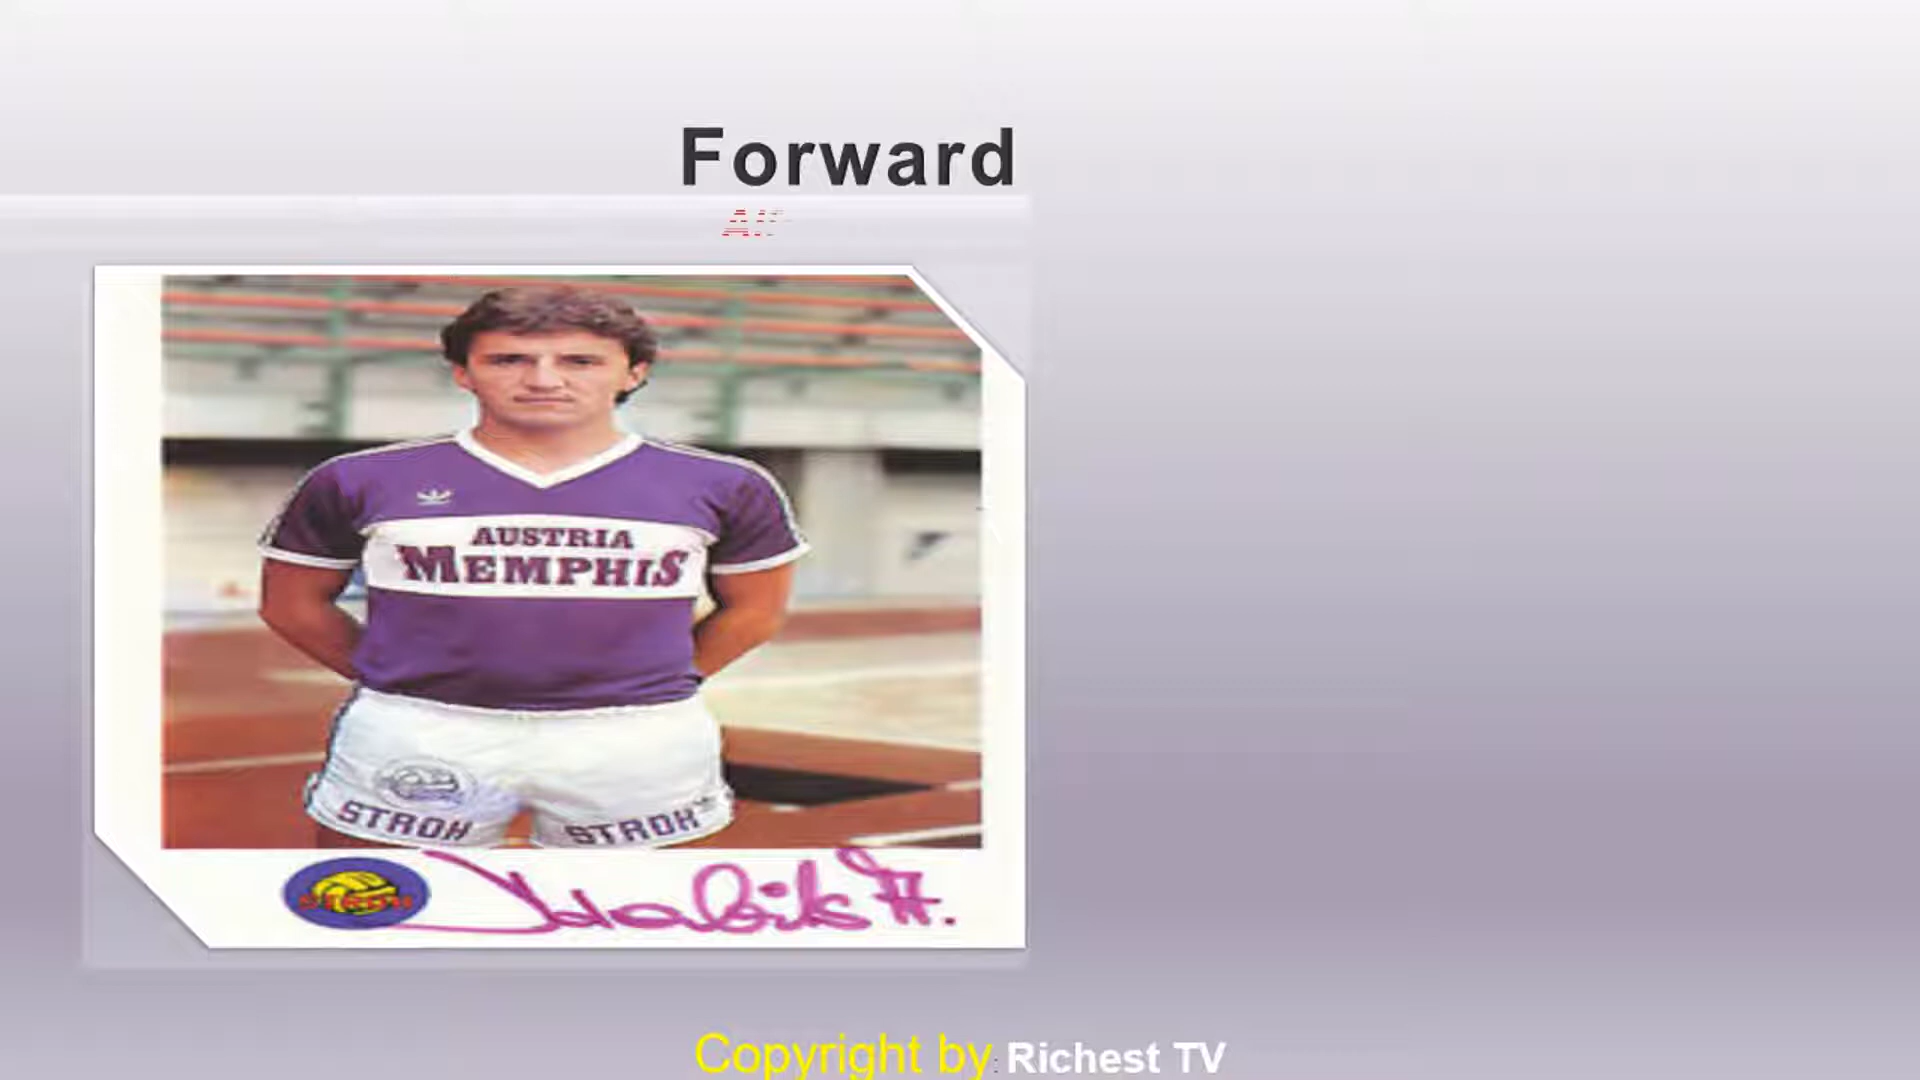 Forward
AUSTRIA
MEMPHIS
STROH STROH
Copyright by: Richest TV